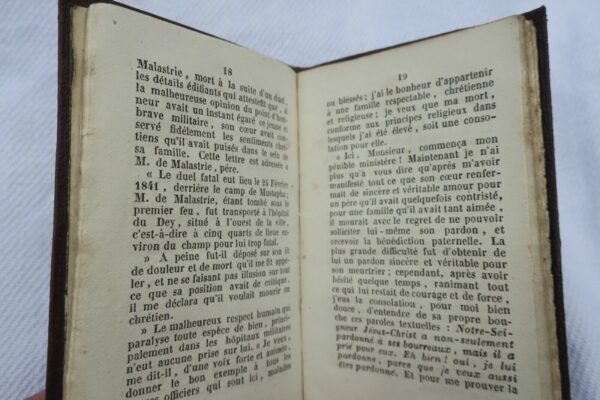 18
Malastrie, mort à la suite d'un duel,
les détails édifiants qui attestent que, si
la malheureuse opinion du point d'hon-
neur avait un instant égaré ce jeune et
brave militaire, son cœur avait con-
servé fidèlement les sentiments chré-
tiens qu'il avait puisés dans le sein de
sa famille. Cette lettre est adressée à
M. de Malastrie, père.
« Le duel fatal eut lieu le 25 Février
1841, derrière le camp de Mustapha;
M. de Malastrie, étant tombé sous le
premier feu, fut transporté à l'hôpital
du Dey, situé à l'ouest de la ville,
c'est-à-dire à cinq quarts de lieue en-
viron du champ pour lui trop fatal.
» A peine fut-il déposé sur son lit
de douleur et de mort qu'il me fit appe-
ler, et ne se faisant pas illusion sur tout
ce que sa position avait de critique,
il me déclara qu'il voulait mourir en
chrétien.
» Le malheureux respect humain qui
paralyse toute espèce de bien, princi-
palement dans les hôpitaux militaires
n'eut aucune prise sur lui. « Je veux,
me dit-il, d'une voix forte et animée,
donner le bon exemple à tous les
officiers qui sont ici, malades
19
ou blessés; j'ai le bonheur d'appartenir
à une famille respectable, chrétienne
et religieuse; je veux que ma mort,
conforme aux principes religieux dans
lesquels j'ai été élevé, soit une conso-
lation pour elle.
» Ici, Monsieur, commença mon
pénible ministère! Maintenant je n'ai
plus qu'à vous dire qu'après m'avoir
manifesté tout ce que son cœur renfer-
mait de sincère et véritable amour pour
un père qu'il avait quelquefois contristé,
pour une famille qu'il avait tant aimée,
il mourait avec le regret de ne pouvoir
solliciter lui-même son pardon, et
recevoir la bénédiction paternelle. La
plus grande difficulté fut d'obtenir de
lui un pardon sincère et véritable pour
son meurtrier; cependant, après avoir
hésité quelque temps, ranimant tout
ce qui lui restait de courage et de force,
j'eus la consolation, pour moi bien
douce, d'entendre de sa propre bou-
che ces paroles textuelles : Notre-Sei-
gneur Jésus-Christ a non-seulement
pardonné à ses bourreaux, mais il a
prié pour eux. Eh bien! oui, je lui
pardonne, parce que je veux aussi
être pardonné. Et pour me prouver la